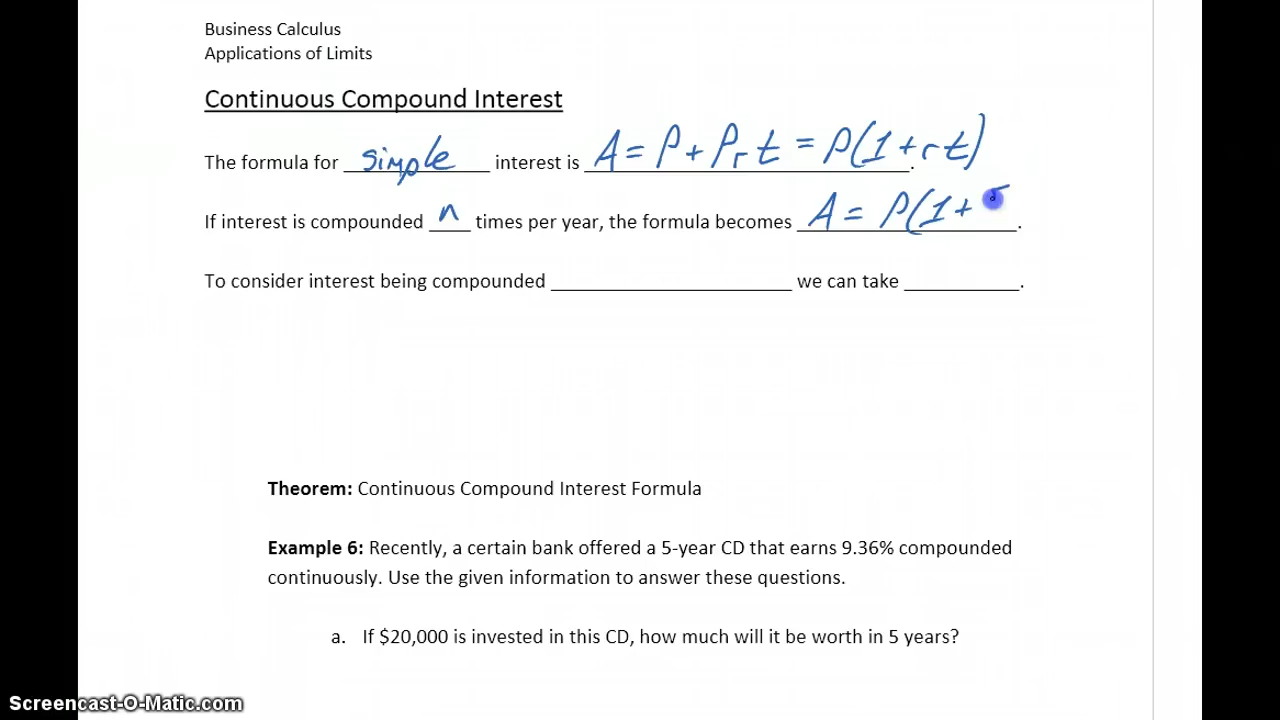 Business Calculus
Applications of Limits
Continuous Compound Interest
The formula for simple interest is A = P + Prt = P(1 + rt).
If interest is compounded n times per year, the formula becomes A = P(1 + .
To consider interest being compounded ____________________ we can take __________.
Theorem: Continuous Compound Interest Formula
Example 6: Recently, a certain bank offered a 5-year CD that earns 9.36% compounded
continuously. Use the given information to answer these questions.
a. If $20,000 is invested in this CD, how much will it be worth in 5 years?
Screencast-O-Matic.com